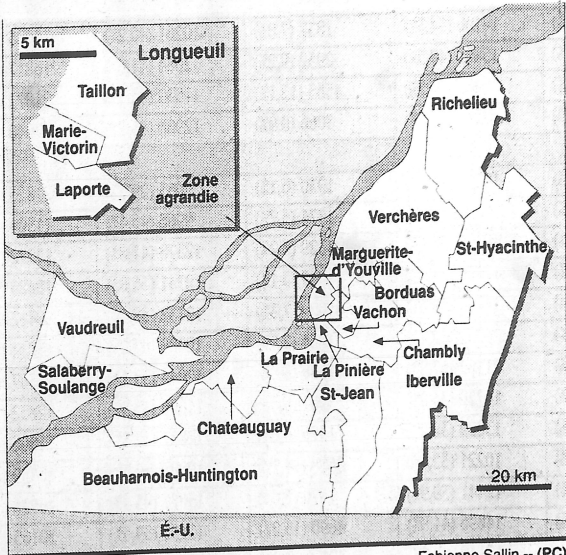 5 km
Longueuil
Taillon
Marie-
Victorin
Laporte
Zone
agrandie
Richelieu
Verchères
St-Hyacinthe
Marguerite-
d'Youville
Borduas
Vachon
Vaudreuil
La Prairie
Chambly
La Pinière
Salaberry-
Soulange
Iberville
St-Jean
Chateauguay
Beauharnois-Huntington
20 km
É.-U.
Fabienne Sallin -- (PC)